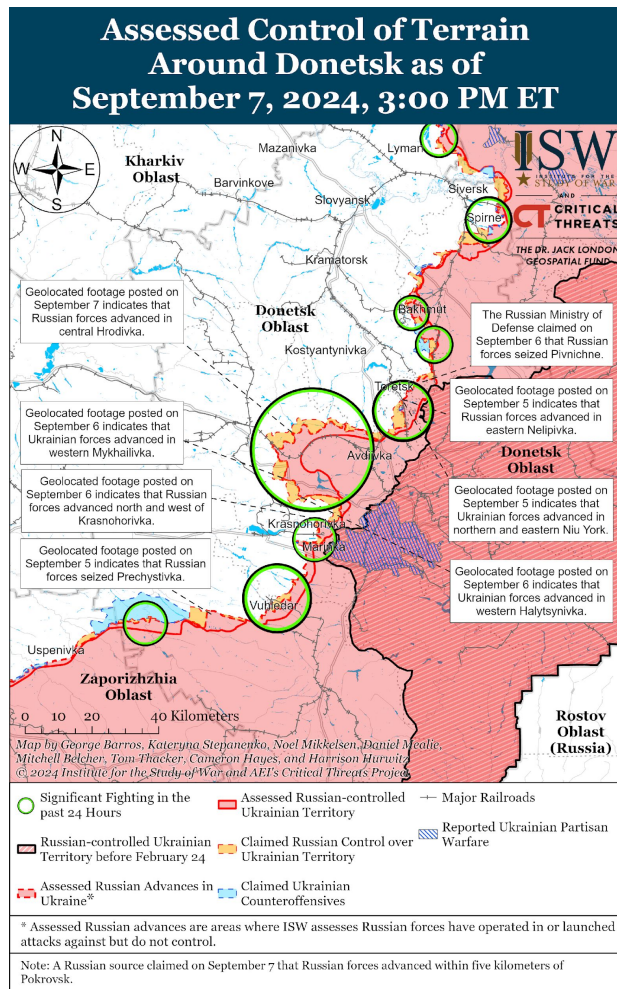 Assessed Control of Terrain
Around Donetsk as of
September 7, 2024, 3:00 PM ET
N
W E
S
Kharkiv
Oblast
Mazanivka
Lyman
Barvinkove
Slovyansk
Siversk
Spirne
ISW
INSTITUTE FOR THE
STUDY OF WAR
AND
CT CRITICAL
THREATS
THE DR. JACK LONDON
GEOSPATIAL FUND
Kramatorsk
Geolocated footage posted on
September 7 indicates that
Russian forces advanced in
central Hrodivka.
Donetsk
Oblast
Bakhmut
Kostyantynivka
The Russian Ministry of
Defense claimed on
September 6 that Russian
forces seized Pivnichne.
Toretsk
Geolocated footage posted on
September 5 indicates that
Russian forces advanced in
eastern Nelipivka.
Geolocated footage posted on
September 6 indicates that
Ukrainian forces advanced in
western Mykhailivka.
Avdiivka
Donetsk
Oblast
Geolocated footage posted on
September 6 indicates that Russian
forces advanced north and west of
Krasnohorivka.
Geolocated footage posted on
September 5 indicates that
Ukrainian forces advanced in
northern and eastern Niu York.
Krasnohorivka
Marinka
Geolocated footage posted on
September 5 indicates that Russian
forces seized Prechystivka.
Geolocated footage posted on
September 6 indicates that
Ukrainian forces advanced in
western Halytsynivka.
Vuhledar
Uspenivka
Zaporizhzhia
Oblast
0 20 40 Kilometers
Rostov
Oblast
(Russia)
Map by George Barros, Kateryna Stepanenko, Noel Mikkelsen, Daniel Mealie,
Mitchell Belcher, Tom Thacker, Cameron Hayes, and Harrison Hurwitz
© 2024 Institute for the Study of War and AEI's Critical Threats Project
Significant Fighting in the
past 24 Hours
Assessed Russian-controlled
Ukrainian Territory
Major Railroads
Russian-controlled Ukrainian
Territory before February 24
Claimed Russian Control over
Ukrainian Territory
Reported Ukrainian Partisan
Warfare
Assessed Russian Advances in
Ukraine*
Claimed Ukrainian
Counteroffensives
* Assessed Russian advances are areas where ISW assesses Russian forces have operated in or launched
attacks against but do not control.
Note: A Russian source claimed on September 7 that Russian forces advanced within five kilometers of
Pokrovsk.